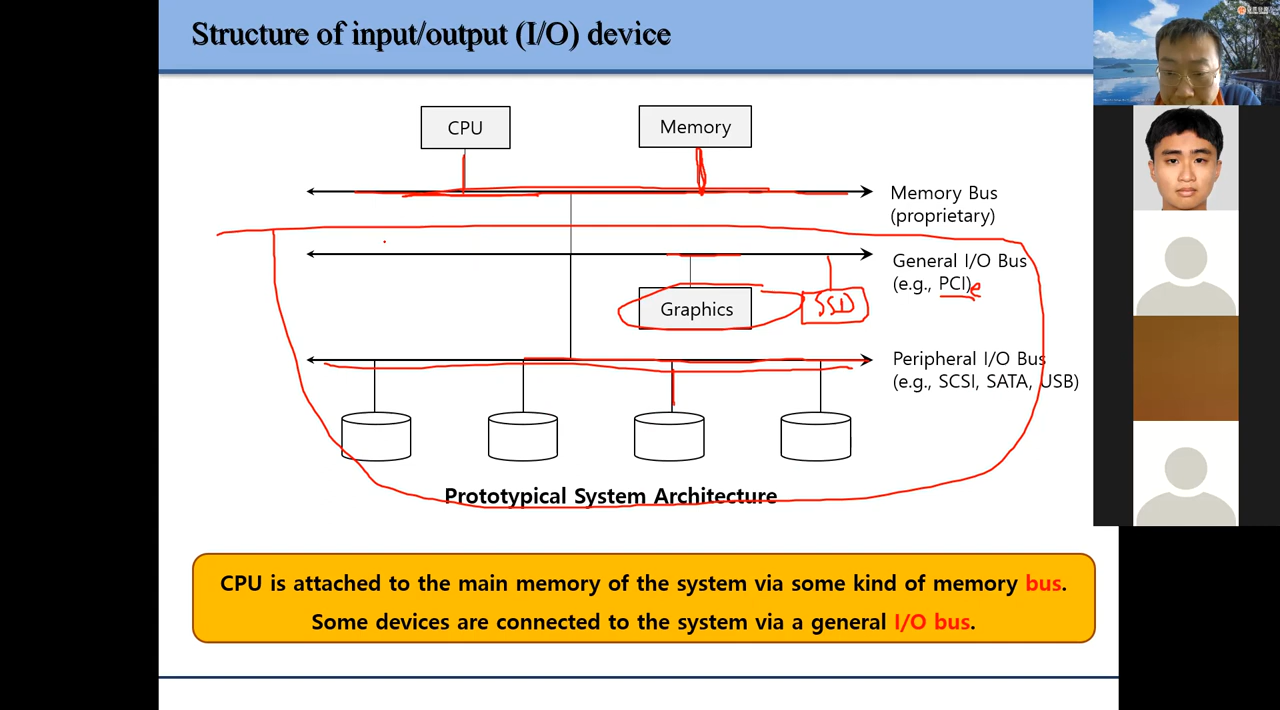 Structure of input/output (I/O) device
CPU
Memory
Memory Bus
(proprietary)
General I/O Bus
(e.g., PCI)e
Graphics
SSD
Peripheral I/O Bus
(e.g., SCSI, SATA, USB)
Prototypical System Architecture
CPU is attached to the main memory of the system via some kind of memory bus.
Some devices are connected to the system via a general I/O bus.